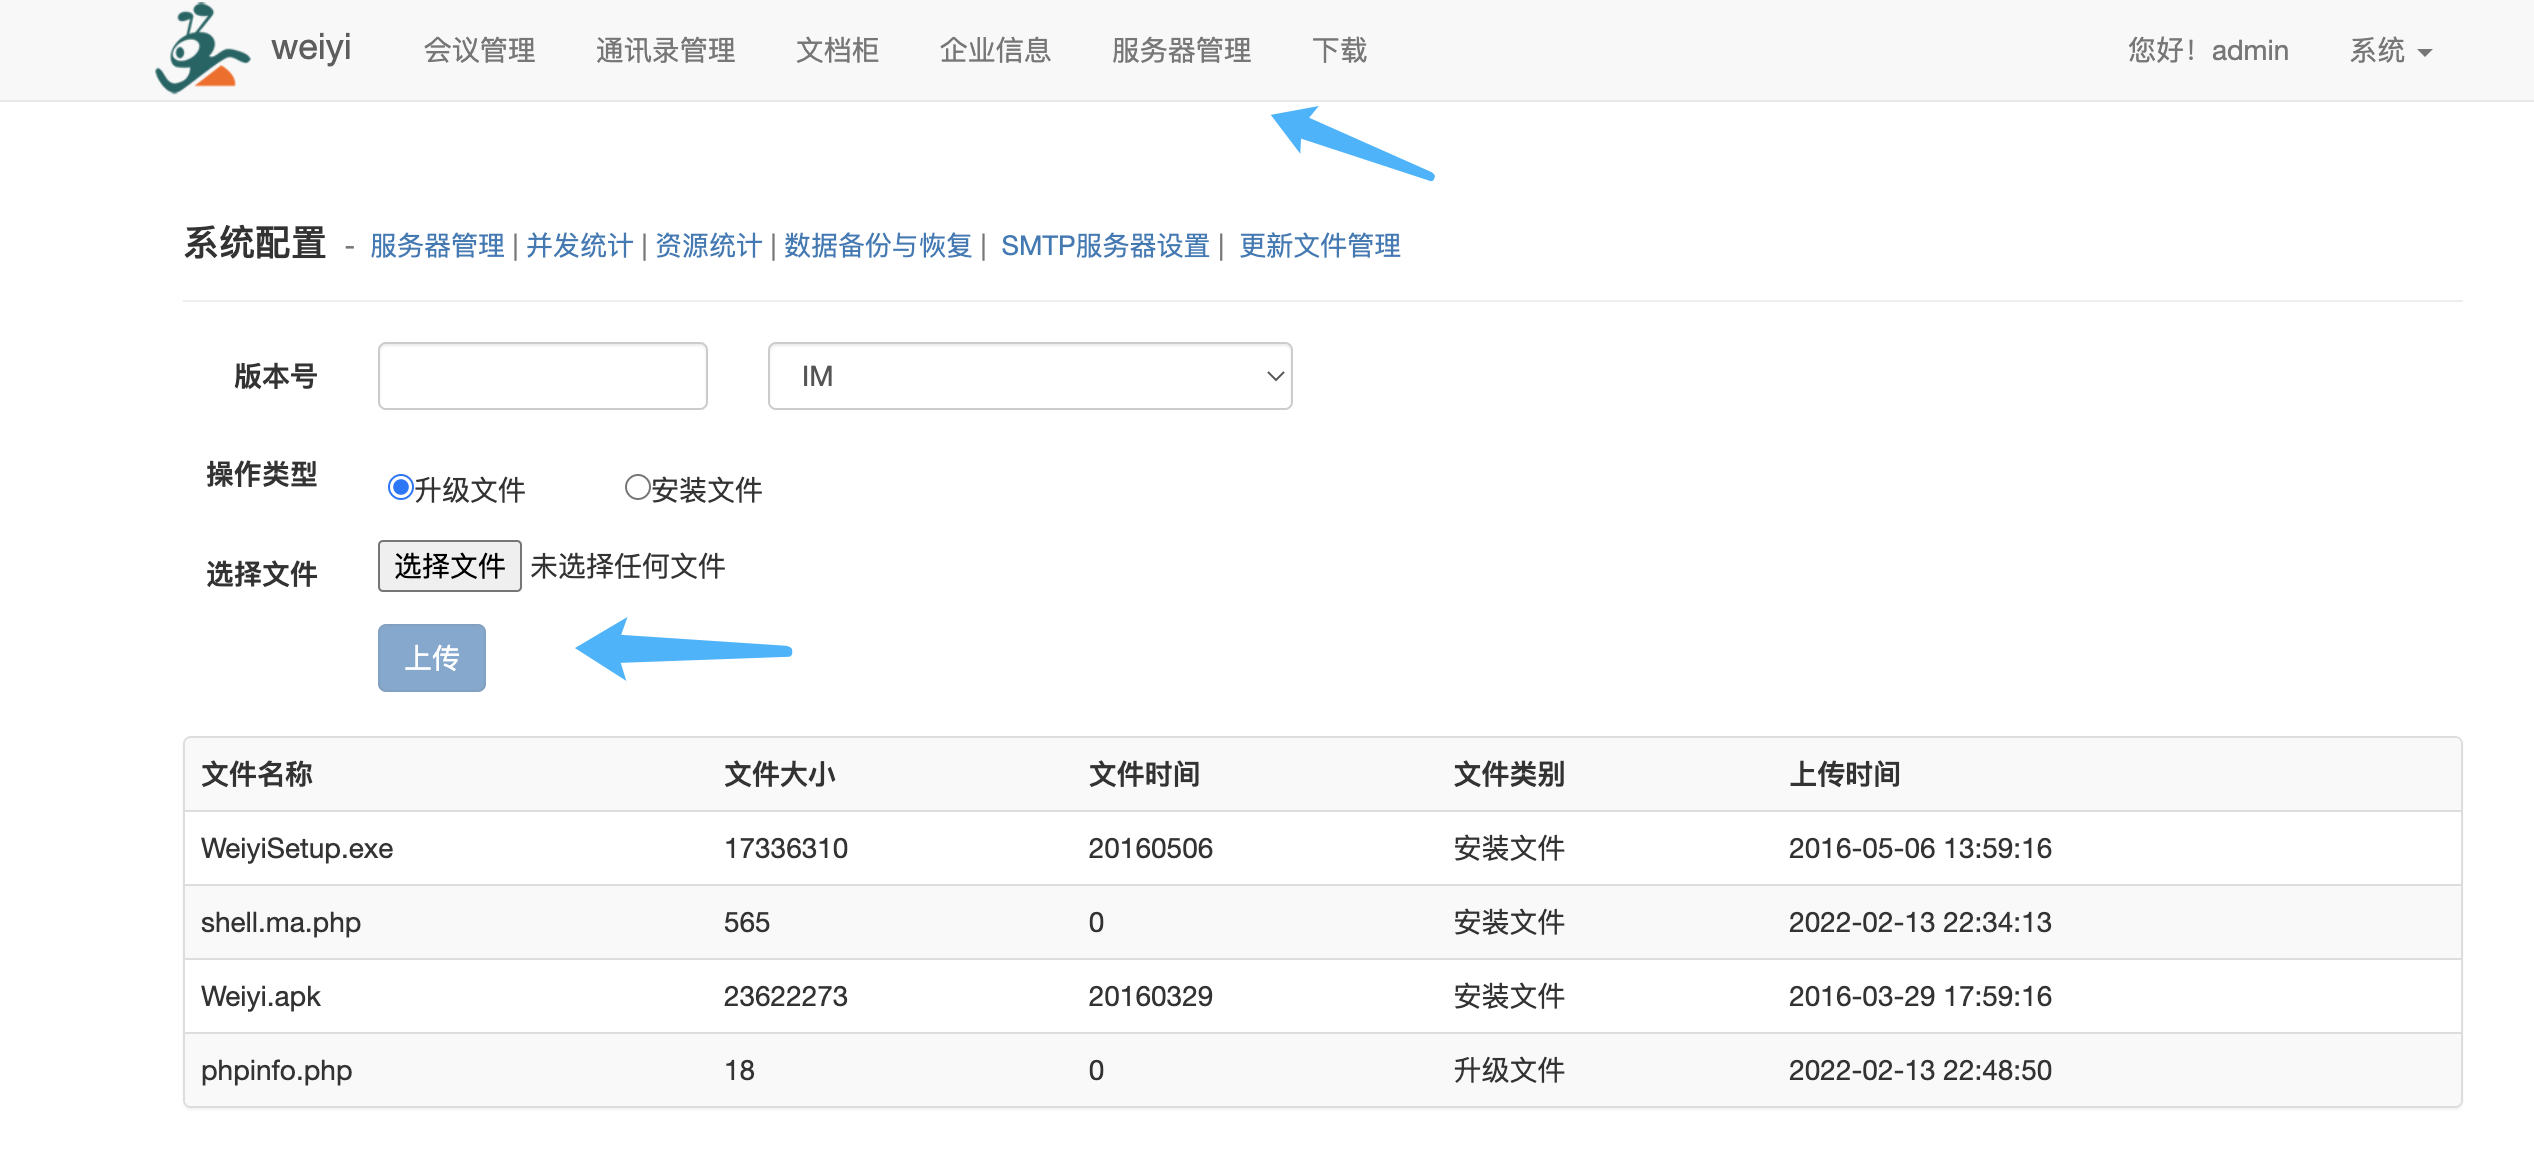 weiyi 会议管理 通讯录管理 文档柜 企业信息 服务器管理 下载 您好！admin 系统
系统配置 - 服务器管理 | 并发统计 | 资源统计 | 数据备份与恢复 | SMTP服务器设置 | 更新文件管理
版本号 IM
操作类型 升级文件 安装文件
选择文件 选择文件 未选择任何文件
上传
文件名称 文件大小 文件时间 文件类别 上传时间
WeiyiSetup.exe 17336310 20160506 安装文件 2016-05-06 13:59:16
shell.ma.php 565 0 安装文件 2022-02-13 22:34:13
Weiyi.apk 23622273 20160329 安装文件 2016-03-29 17:59:16
phpinfo.php 18 0 升级文件 2022-02-13 22:48:50